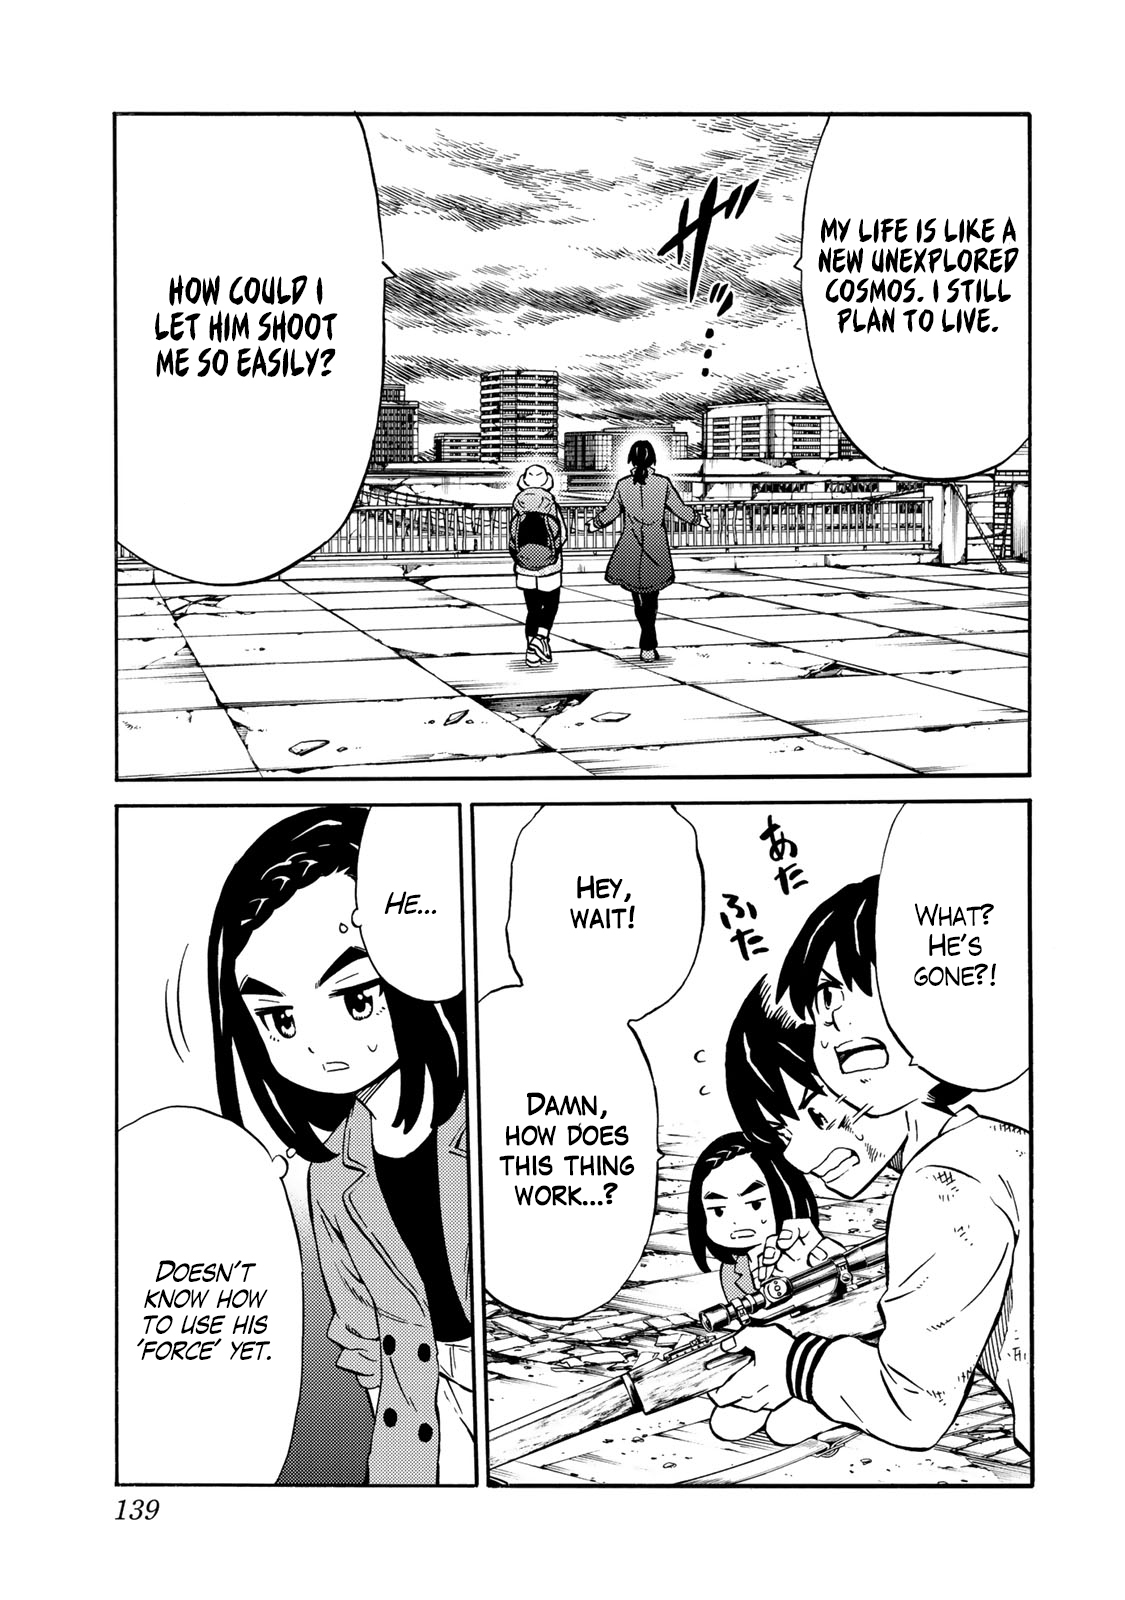 MY LIFE IS LIKE A
NEW UNEXPLORED
COSMOS. I STILL
PLAN TO LIVE.
ザッ…
HOW COULD I
LET HIM SHOOT
ME SO EASILY?
WHAT?
HE'S
GONE?!
あた
ふた
HEY,
WAIT!
DAMN,
HOW DOES
THIS THING
WORK...?
HE...
DOESN'T
KNOW HOW
TO USE HIS
'FORCE' YET.
139